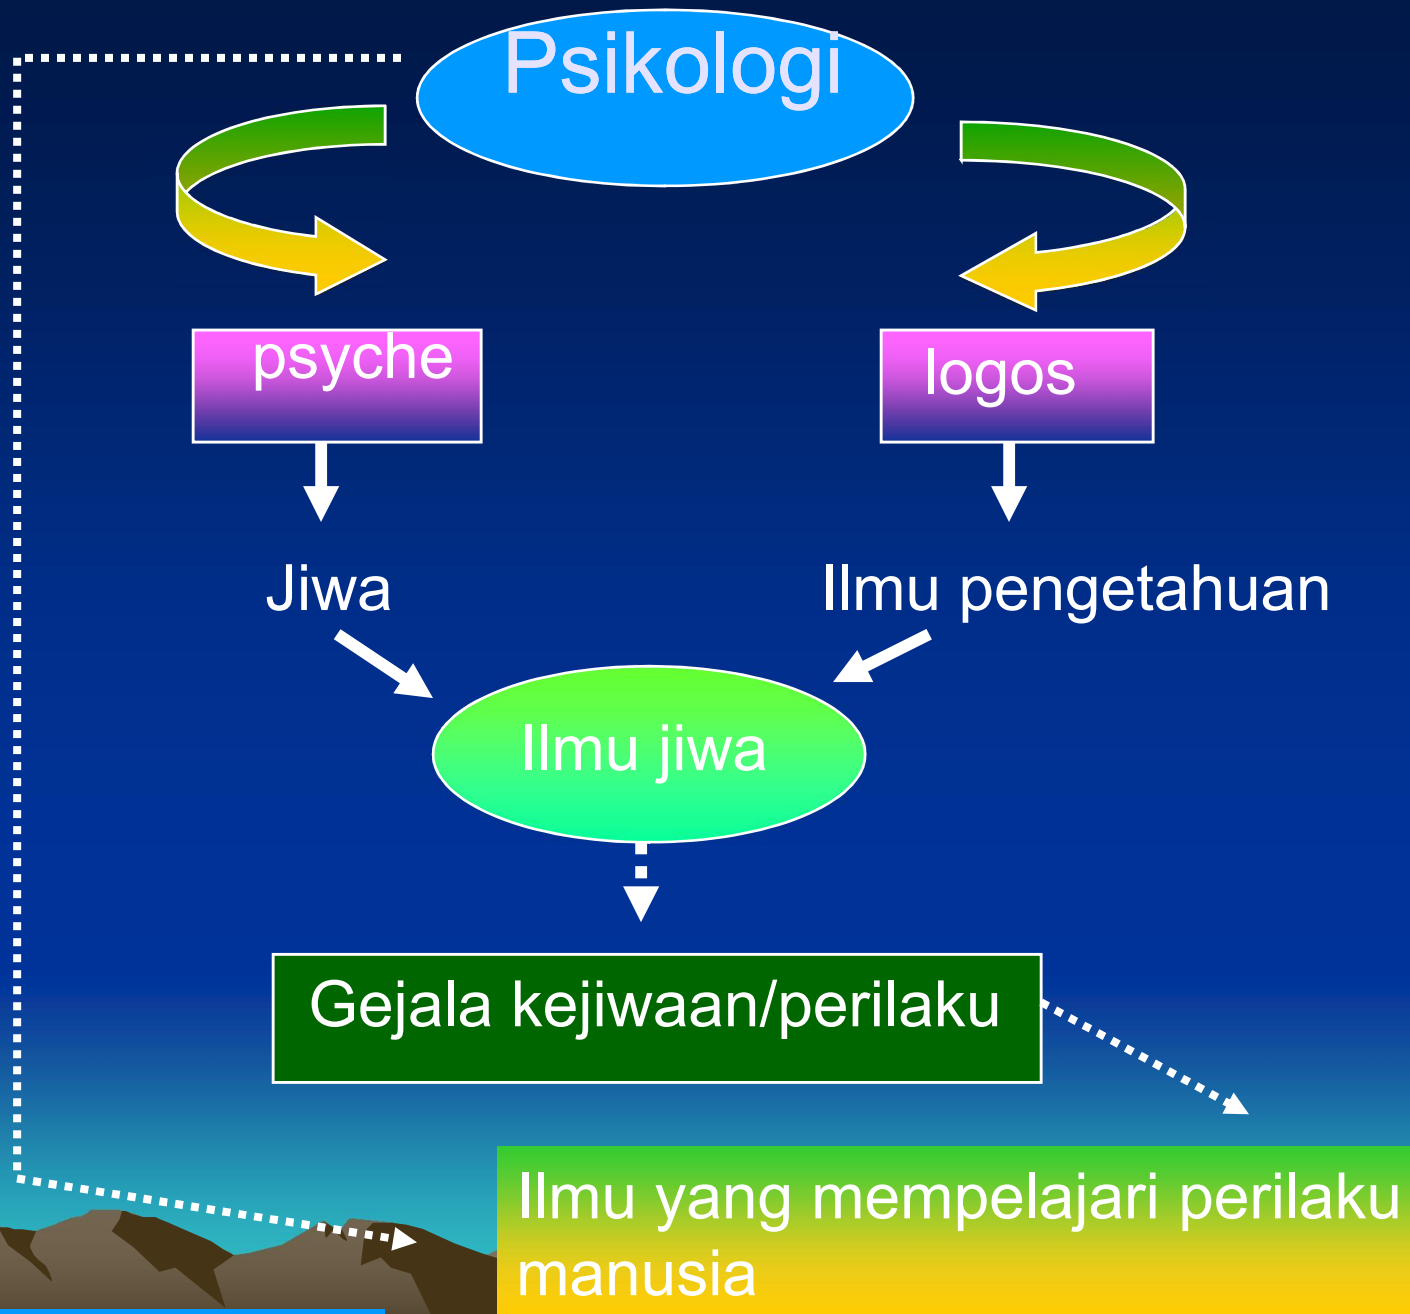 Psikologi
psyche
logos
Jiwa
Ilmu pengetahuan
Ilmu jiwa
Gejala kejiwaan/perilaku
Ilmu yang mempelajari perilaku
manusia